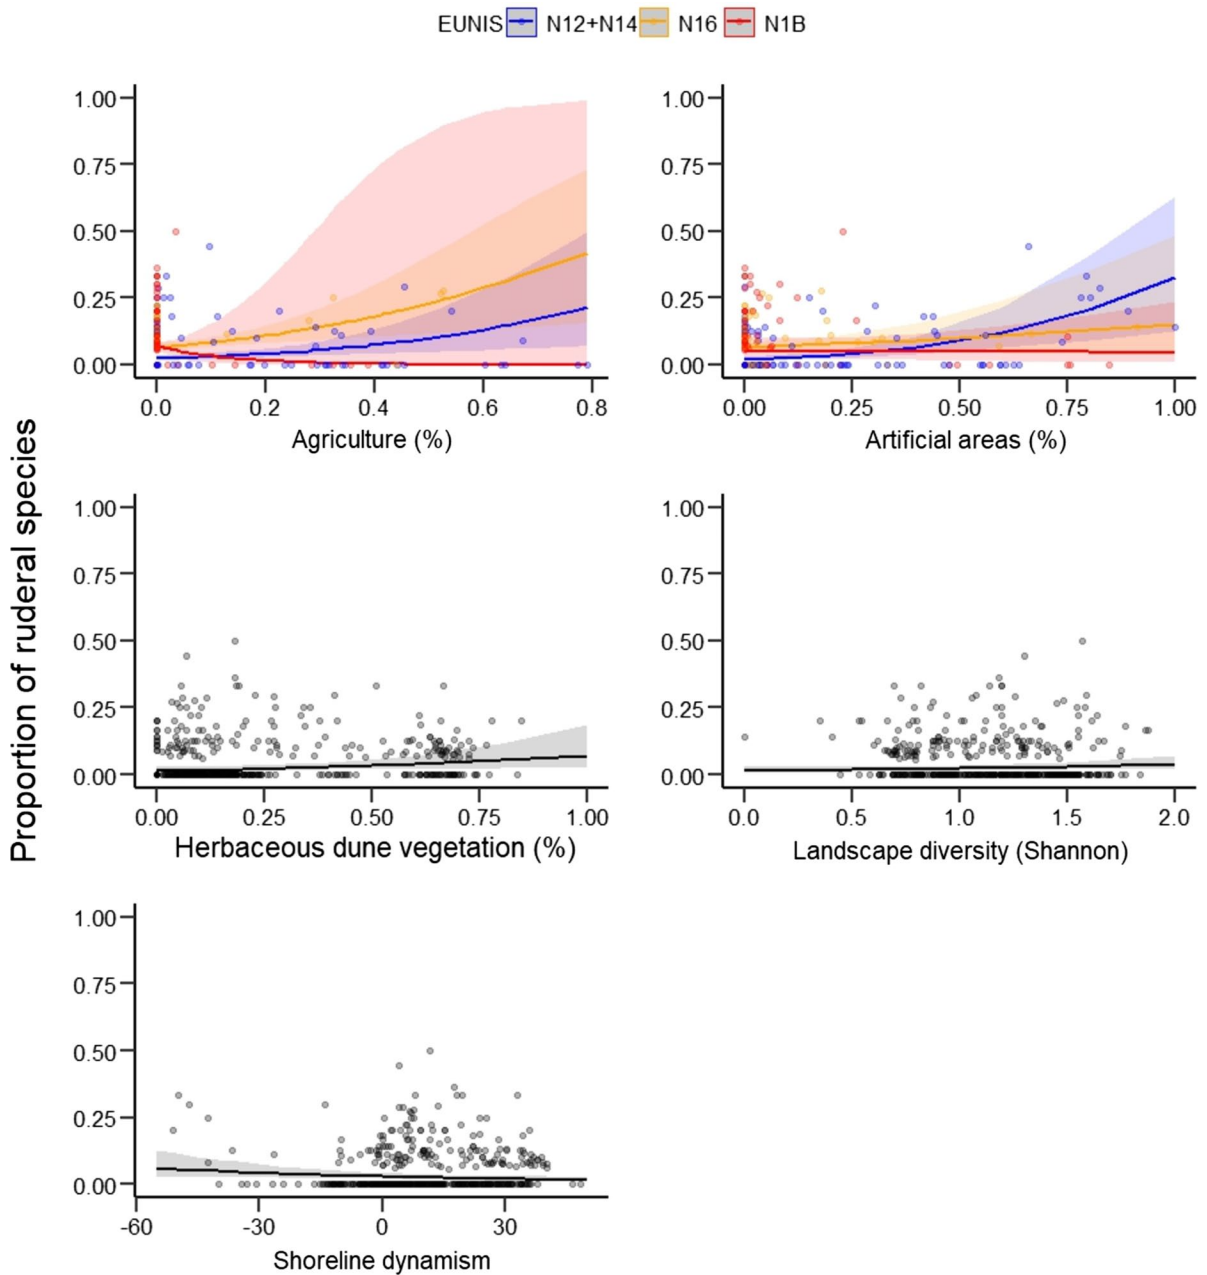 EUNIS N12+N14 N16 N1B
1.00
0.75
0.50
0.25
0.00
0.0 0.2 0.4 0.6 0.8
Agriculture (%)
1.00
0.75
0.50
0.25
0.00
0.00 0.25 0.50 0.75 1.00
Artificial areas (%)
Proportion of ruderal species
1.00
0.75
0.50
0.25
0.00
0.00 0.25 0.50 0.75 1.00
Herbaceous dune vegetation (%)
1.00
0.75
0.50
0.25
0.00
0.0 0.5 1.0 1.5 2.0
Landscape diversity (Shannon)
1.00
0.75
0.50
0.25
0.00
-60 -30 0 30
Shoreline dynamism